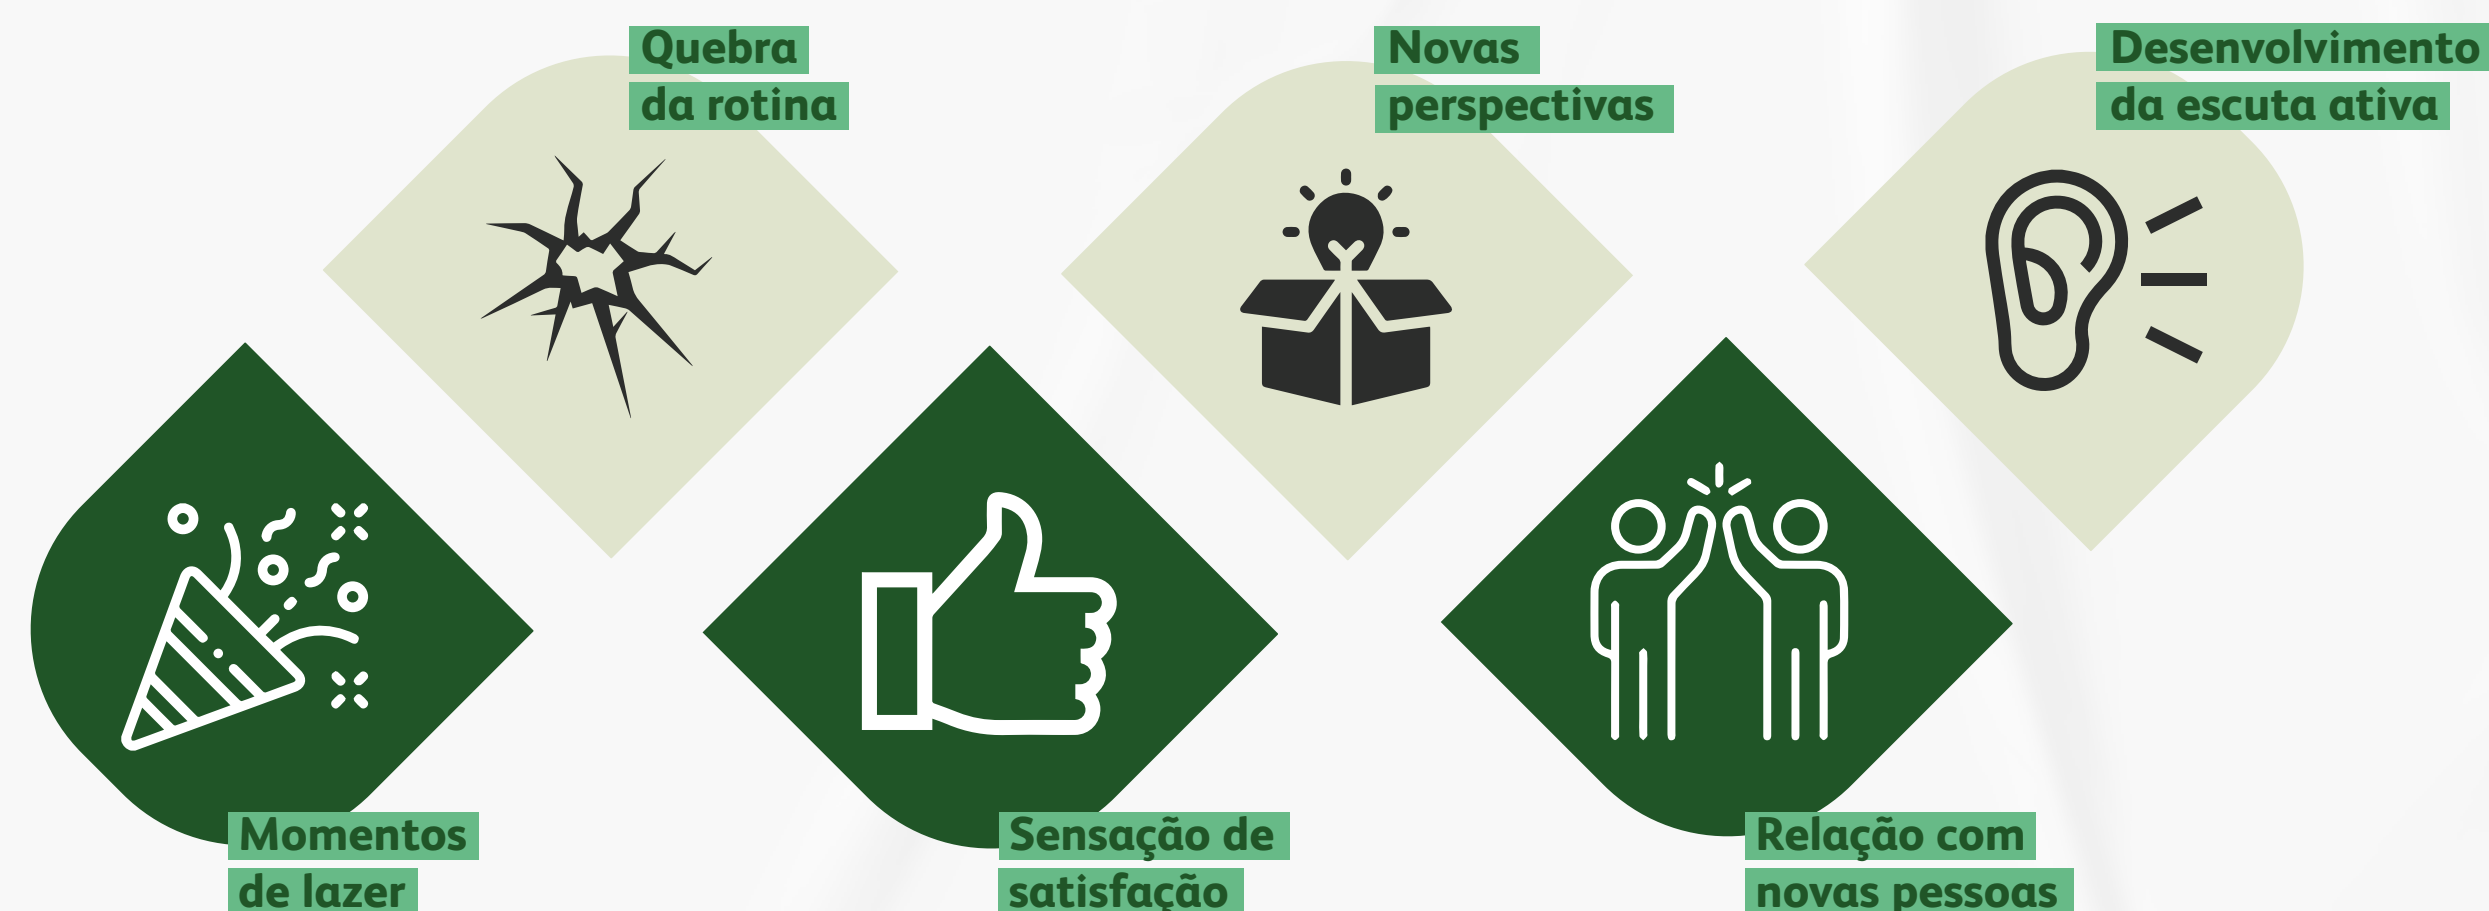 Quebra
da rotina
Novas
perspectivas
Desenvolvimento
da escuta ativa
Momentos
de lazer
Sensação de
satisfação
Relação com
novas pessoas